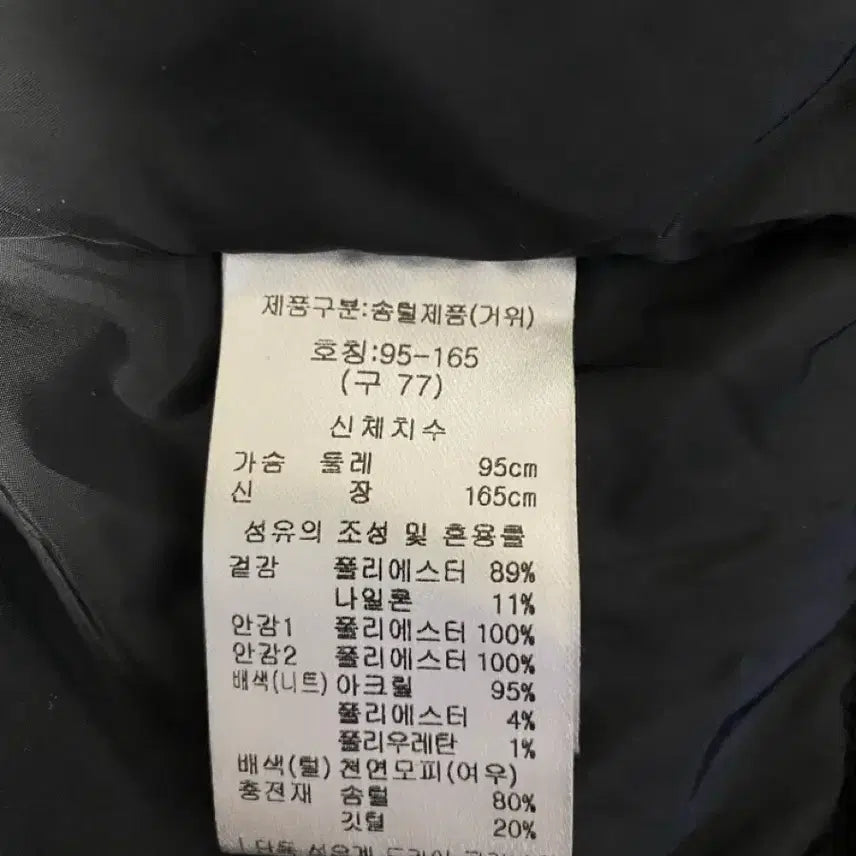 제품구분:솜털제품(거위)
호칭:95-165
(구 77)
신체치수
가슴 둘레 95cm
신 장 165cm
섬유의 조성 및 혼용률
겉감 폴리에스터 89%
나일론 11%
안감1 폴리에스터 100%
안감2 폴리에스터 100%
배색(니트) 아크릴 95%
폴리에스터 4%
폴리우레탄 1%
배색(털) 천연모피(여우)
충전재 솜털 80%
깃털 20%